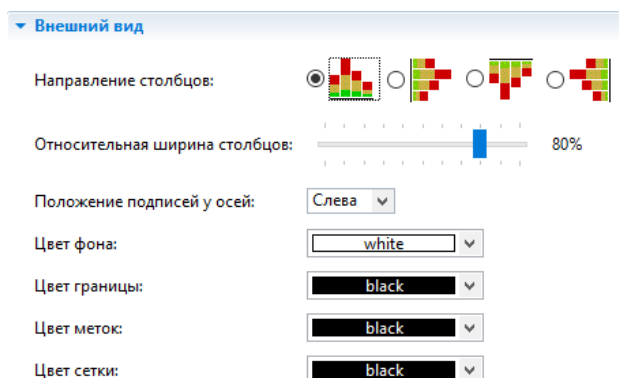 Внешний вид
Направление столбцов:
Относительная ширина столбцов: 80%
Положение подписей у осей: Слева
Цвет фона: white
Цвет границы: black
Цвет меток: black
Цвет сетки: black